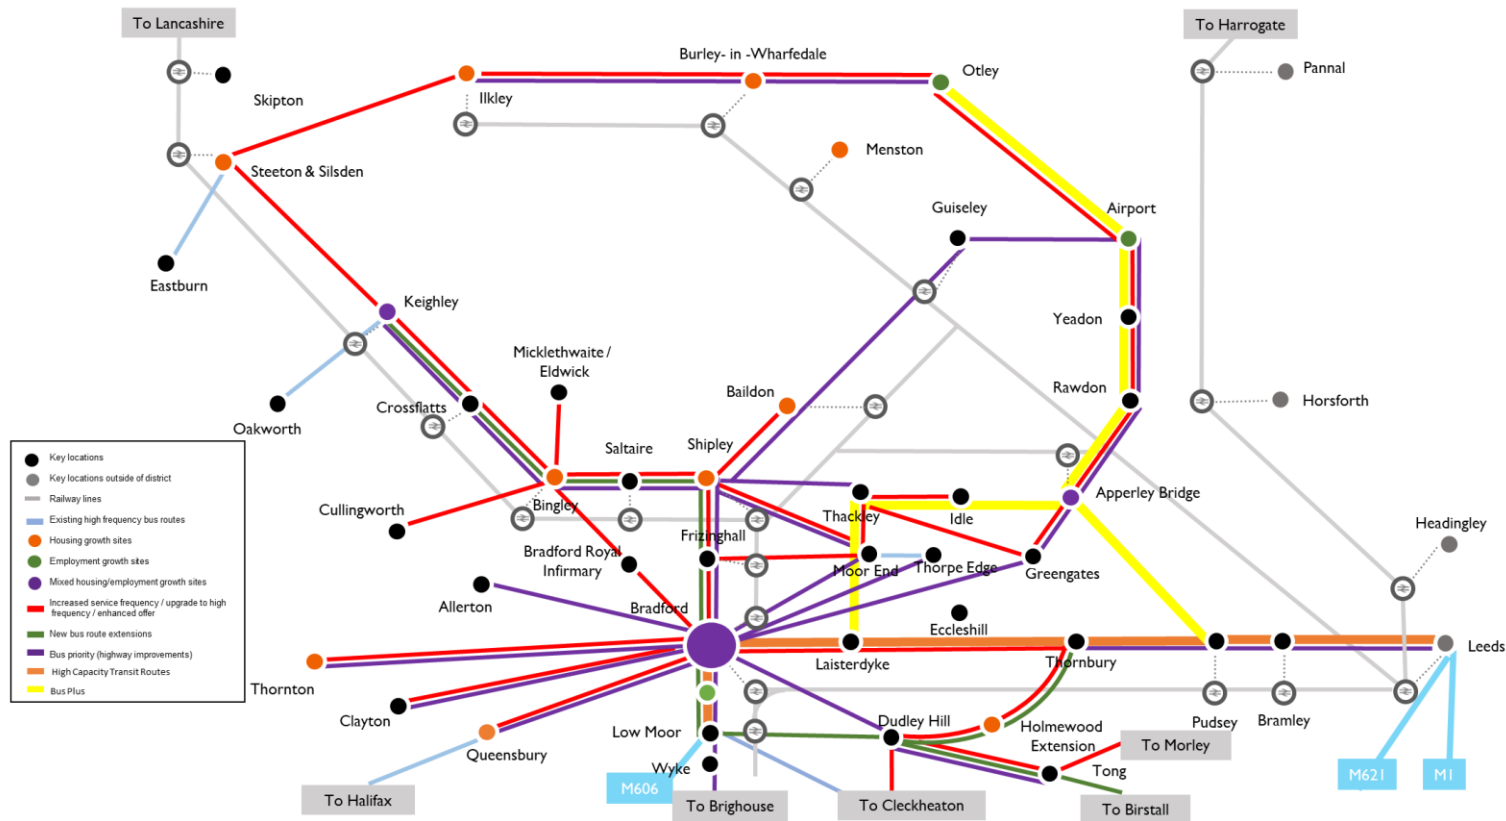 To Lancashire
To Harrogate
Burley- in -Wharfedale
Otley
Pannal
Skipton
Ilkley
Menston
Steeton & Silsden
Guiseley
Airport
Eastburn
Keighley
Yeadon
Micklethwaite /
Eldwick
Rawdon
Baildon
Horsforth
Crossflatts
Oakworth
Saltaire
Shipley
Key locations
Key locations outside of district
Railway lines
Existing high frequency bus routes
Housing growth sites
Employment growth sites
Mixed housing/employment growth sites
Increased service frequency / upgrade to high
frequency / enhanced offer
New bus route extensions
Bus priority (highway improvements)
High Capacity Transit Routes
Bus Plus
Apperley Bridge
Cullingworth
Bingley
Thackley
Idle
Headingley
Frizinghall
Bradford Royal
Infirmary
Moor End
Thorpe Edge
Greengates
Allerton
Bradford
Eccleshill
Laisterdyke
Thornbury
Leeds
Thornton
Clayton
Dudley Hill
Holmewood
Extension
Pudsey
Bramley
Low Moor
Queensbury
To Morley
Wyke
Tong
M606
M621
M1
To Halifax
To Brighouse
To Cleckheaton
To Birstall